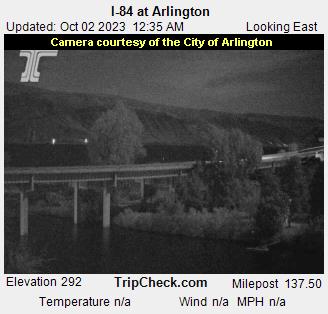 I-84 at Arlington
Updated: Oct 02 2023 12:35 AM Looking East
Camera courtesy of the City of Arlington
Elevation 292 TripCheck.com Milepost 137.50
Temperature n/a Wind n/a MPH n/a